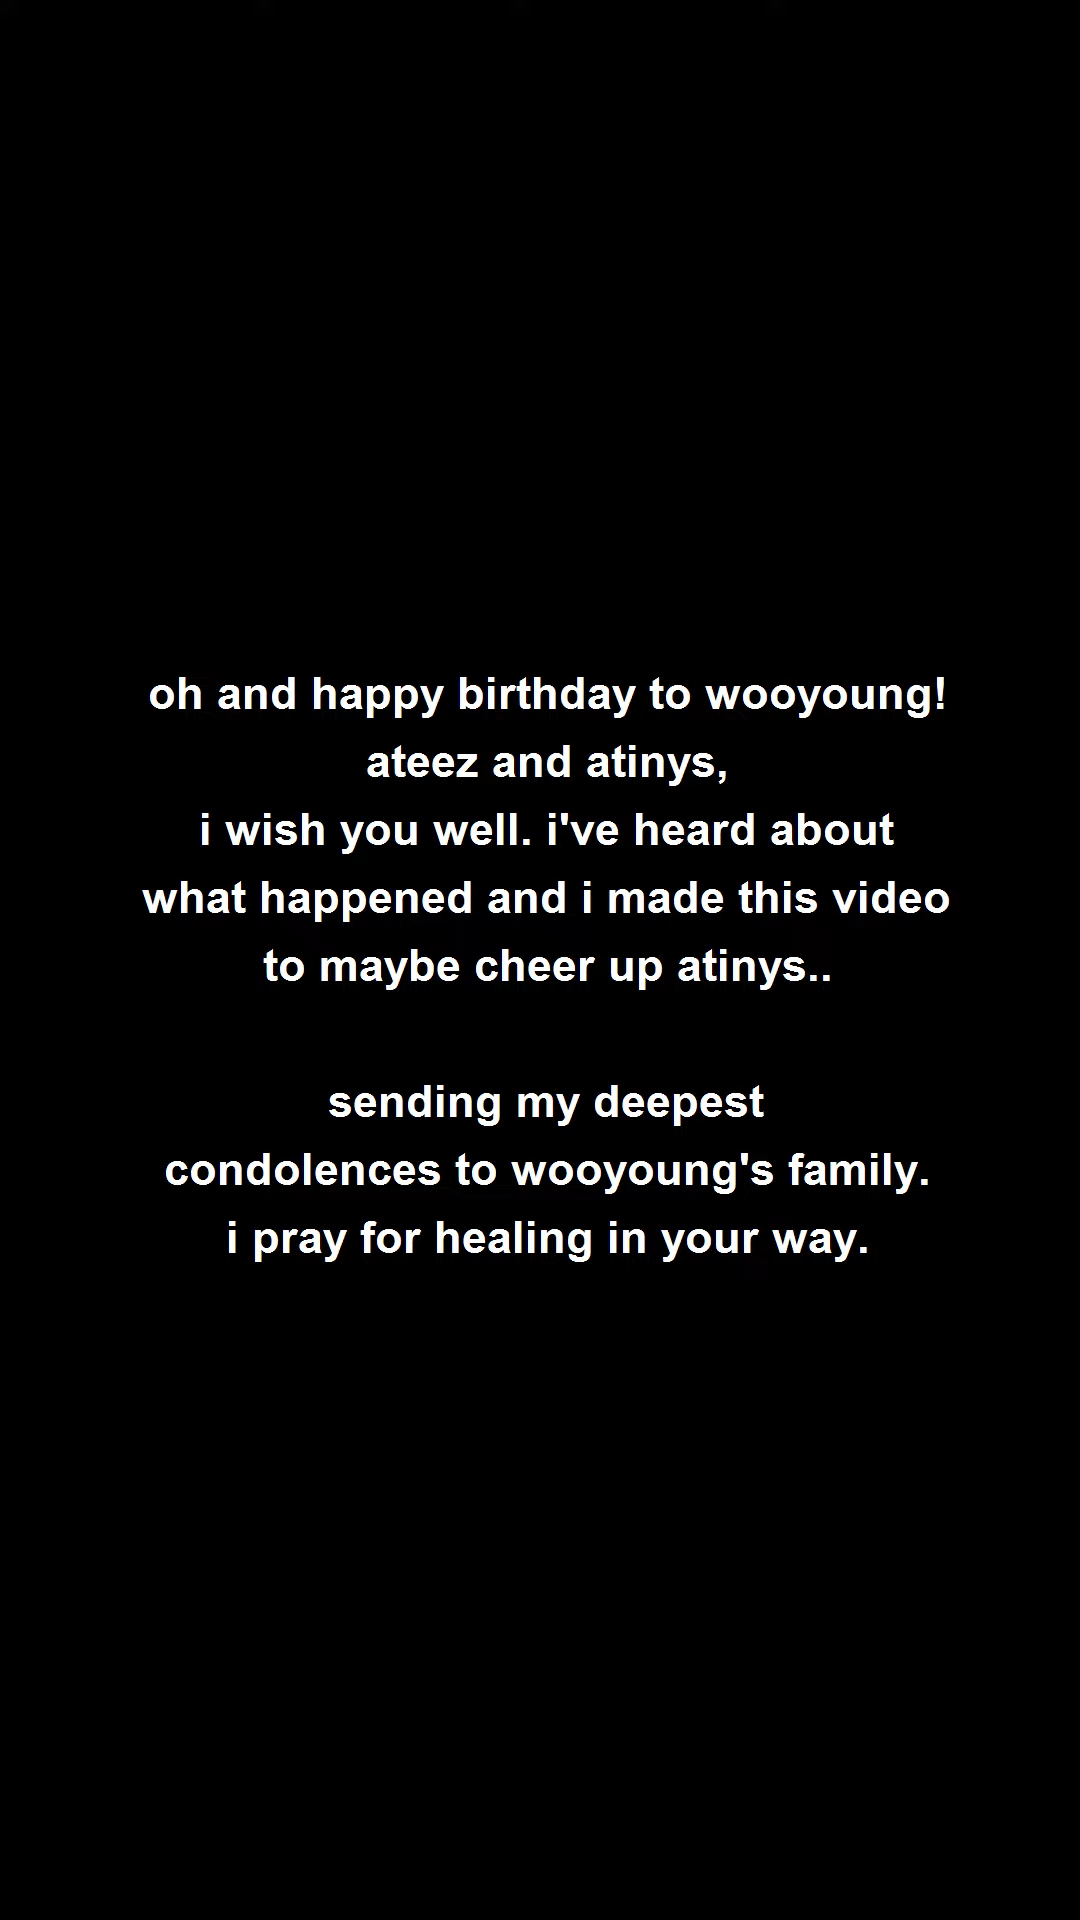 oh and happy birthday to wooyoung!
ateez and atinys,
i wish you well. i've heard about
what happened and i made this video
to maybe cheer up atinys..
sending my deepest
condolences to wooyoung's family.
i pray for healing in your way.